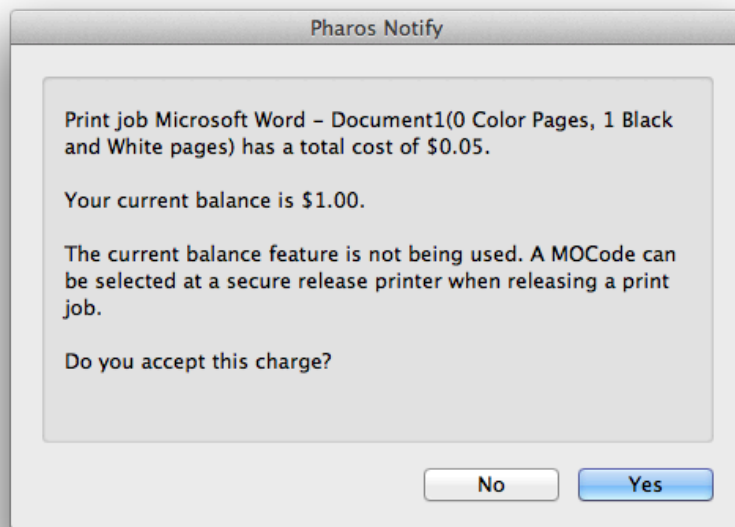 Pharos Notify
Print job Microsoft Word – Document1(0 Color Pages, 1 Black
and White pages) has a total cost of $0.05.
Your current balance is $1.00.
The current balance feature is not being used. A MOCode can
be selected at a secure release printer when releasing a print
job.
Do you accept this charge?
No
Yes